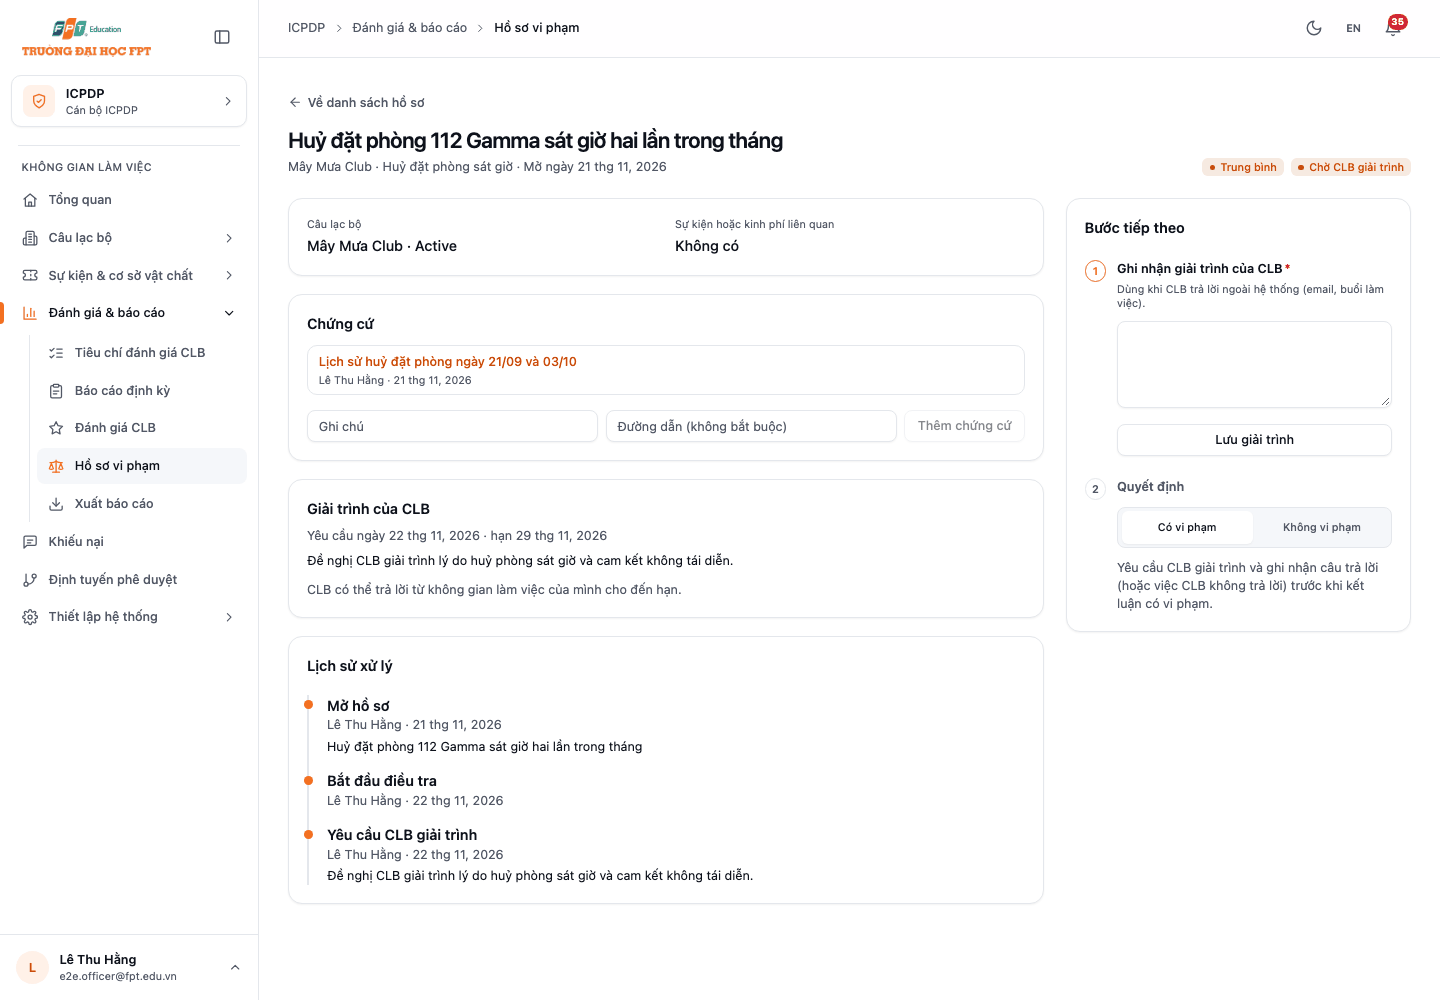 FPT Education
TRƯỜNG ĐẠI HỌC FPT
ICPDP
Cán bộ ICPDP
KHÔNG GIAN LÀM VIỆC
Tổng quan
Câu lạc bộ
Sự kiện & cơ sở vật chất
Đánh giá & báo cáo
Tiêu chí đánh giá CLB
Báo cáo định kỳ
Đánh giá CLB
Hồ sơ vi phạm
Xuất báo cáo
Khiếu nại
Định tuyến phê duyệt
Thiết lập hệ thống
Lê Thu Hằng
L
e2e.officer@fpt.edu.vn
ICPDP > Đánh giá & báo cáo > Hồ sơ vi phạm
EN
35
Về danh sách hồ sơ
Huỷ đặt phòng 112 Gamma sát giờ hai lần trong tháng
Mây Mưa Club · Huỷ đặt phòng sát giờ · Mở ngày 21 thg 11, 2026
Trung bình
Chờ CLB giải trình
Câu lạc bộ
Mây Mưa Club · Active
Sự kiện hoặc kinh phí liên quan
Không có
Chứng cứ
Lịch sử huỷ đặt phòng ngày 21/09 và 03/10
Lê Thu Hằng · 21 thg 11, 2026
Ghi chú
Đường dẫn (không bắt buộc)
Thêm chứng cứ
Giải trình của CLB
Yêu cầu ngày 22 thg 11, 2026 · hạn 29 thg 11, 2026
Đề nghị CLB giải trình lý do huỷ phòng sát giờ và cam kết không tái diễn.
CLB có thể trả lời từ không gian làm việc của mình cho đến hạn.
Lịch sử xử lý
Mở hồ sơ
Lê Thu Hằng · 21 thg 11, 2026
Huỷ đặt phòng 112 Gamma sát giờ hai lần trong tháng
Bắt đầu điều tra
Lê Thu Hằng · 22 thg 11, 2026
Yêu cầu CLB giải trình
Lê Thu Hằng · 22 thg 11, 2026
Đề nghị CLB giải trình lý do huỷ phòng sát giờ và cam kết không tái diễn.
Bước tiếp theo
1
Ghi nhận giải trình của CLB *
Dùng khi CLB trả lời ngoài hệ thống (email, buổi làm
việc).
Lưu giải trình
2
Quyết định
Có vi phạm
Không vi phạm
Yêu cầu CLB giải trình và ghi nhận câu trả lời
(hoặc việc CLB không trả lời) trước khi kết
luận có vi phạm.